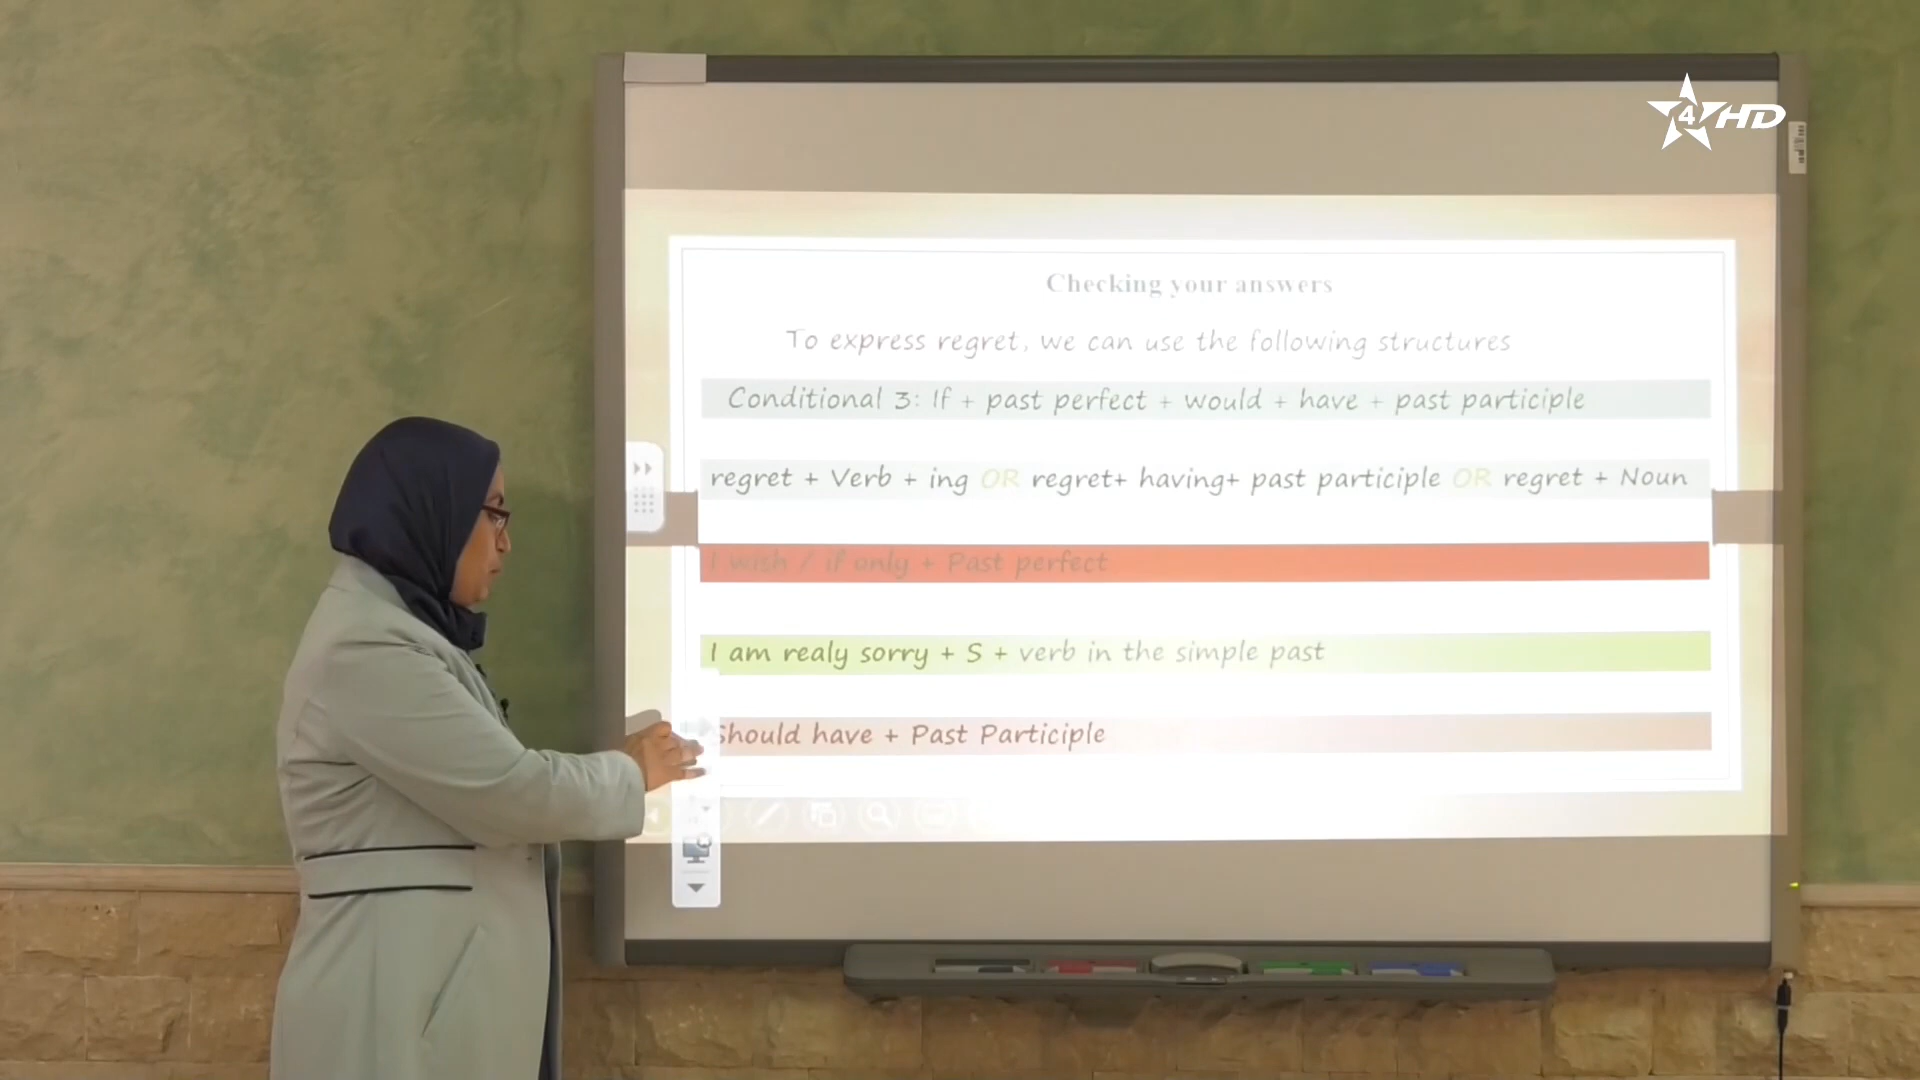 4 HD
Checking your answers
To express regret, we can use the following structures
Conditional 3: If + past perfect + would + have + past participle
regret + Verb + ing OR regret+ having+ past participle OR regret + Noun
I wish / if only + Past perfect
I am realy sorry + S + verb in the simple past
Should have + Past Participle